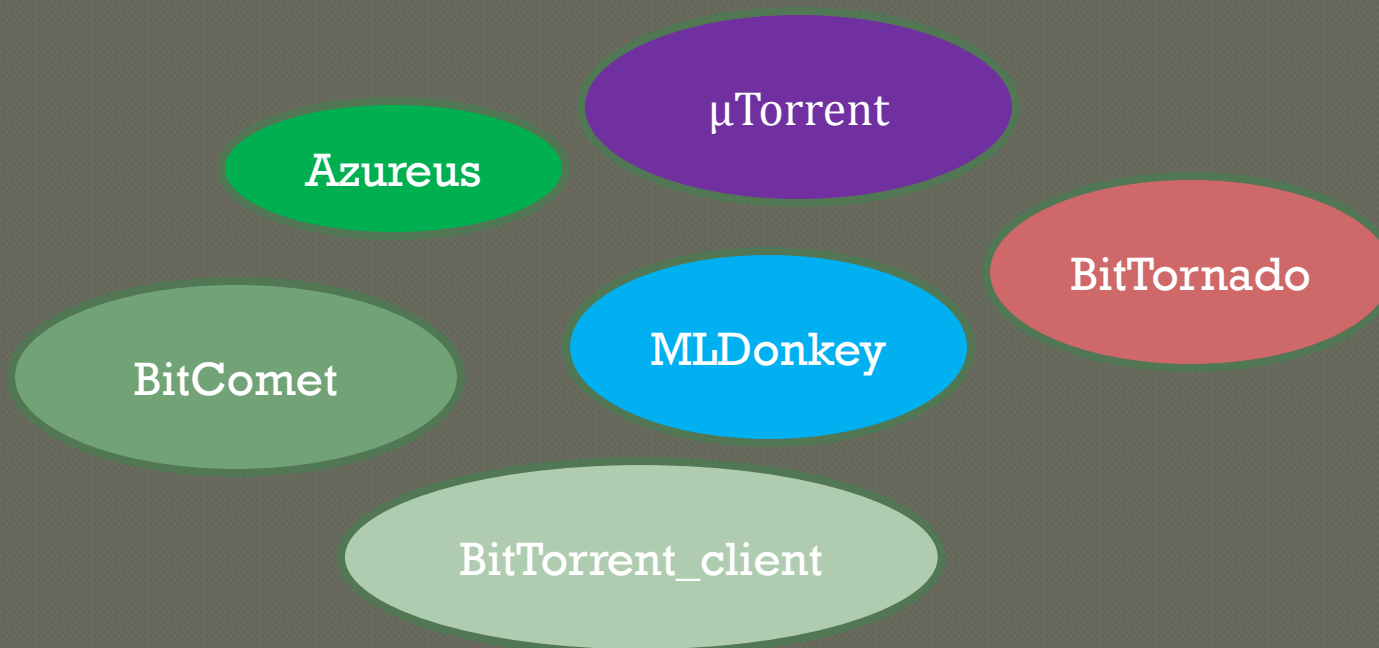 µTorrent
Azureus
BitTornado
MLDonkey
BitComet
BitTorrent_client